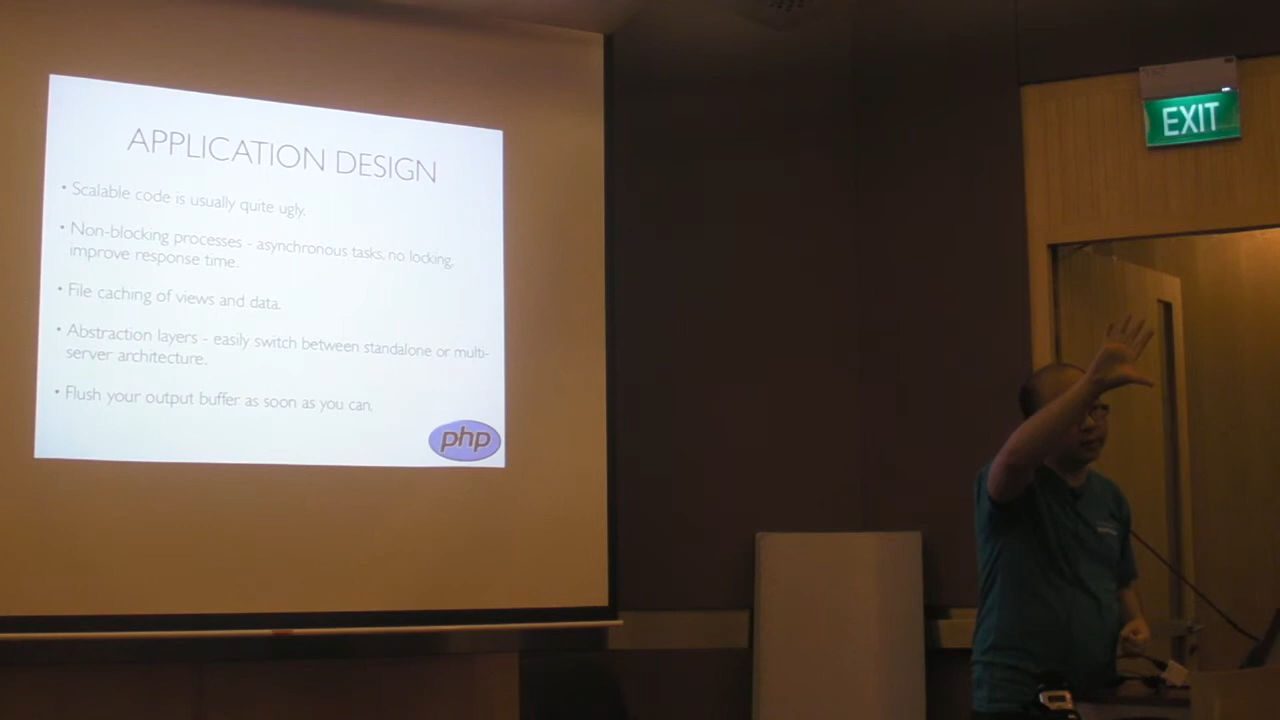 APPLICATION DESIGN
• Scalable code is usually quite ugly.
• Non-blocking processes - asynchronous tasks, no locking,
improve response time.
• File caching of views and data.
• Abstraction layers - easily switch between standalone or multi-
server architecture.
• Flush your output buffer as soon as you can.
php
EXIT